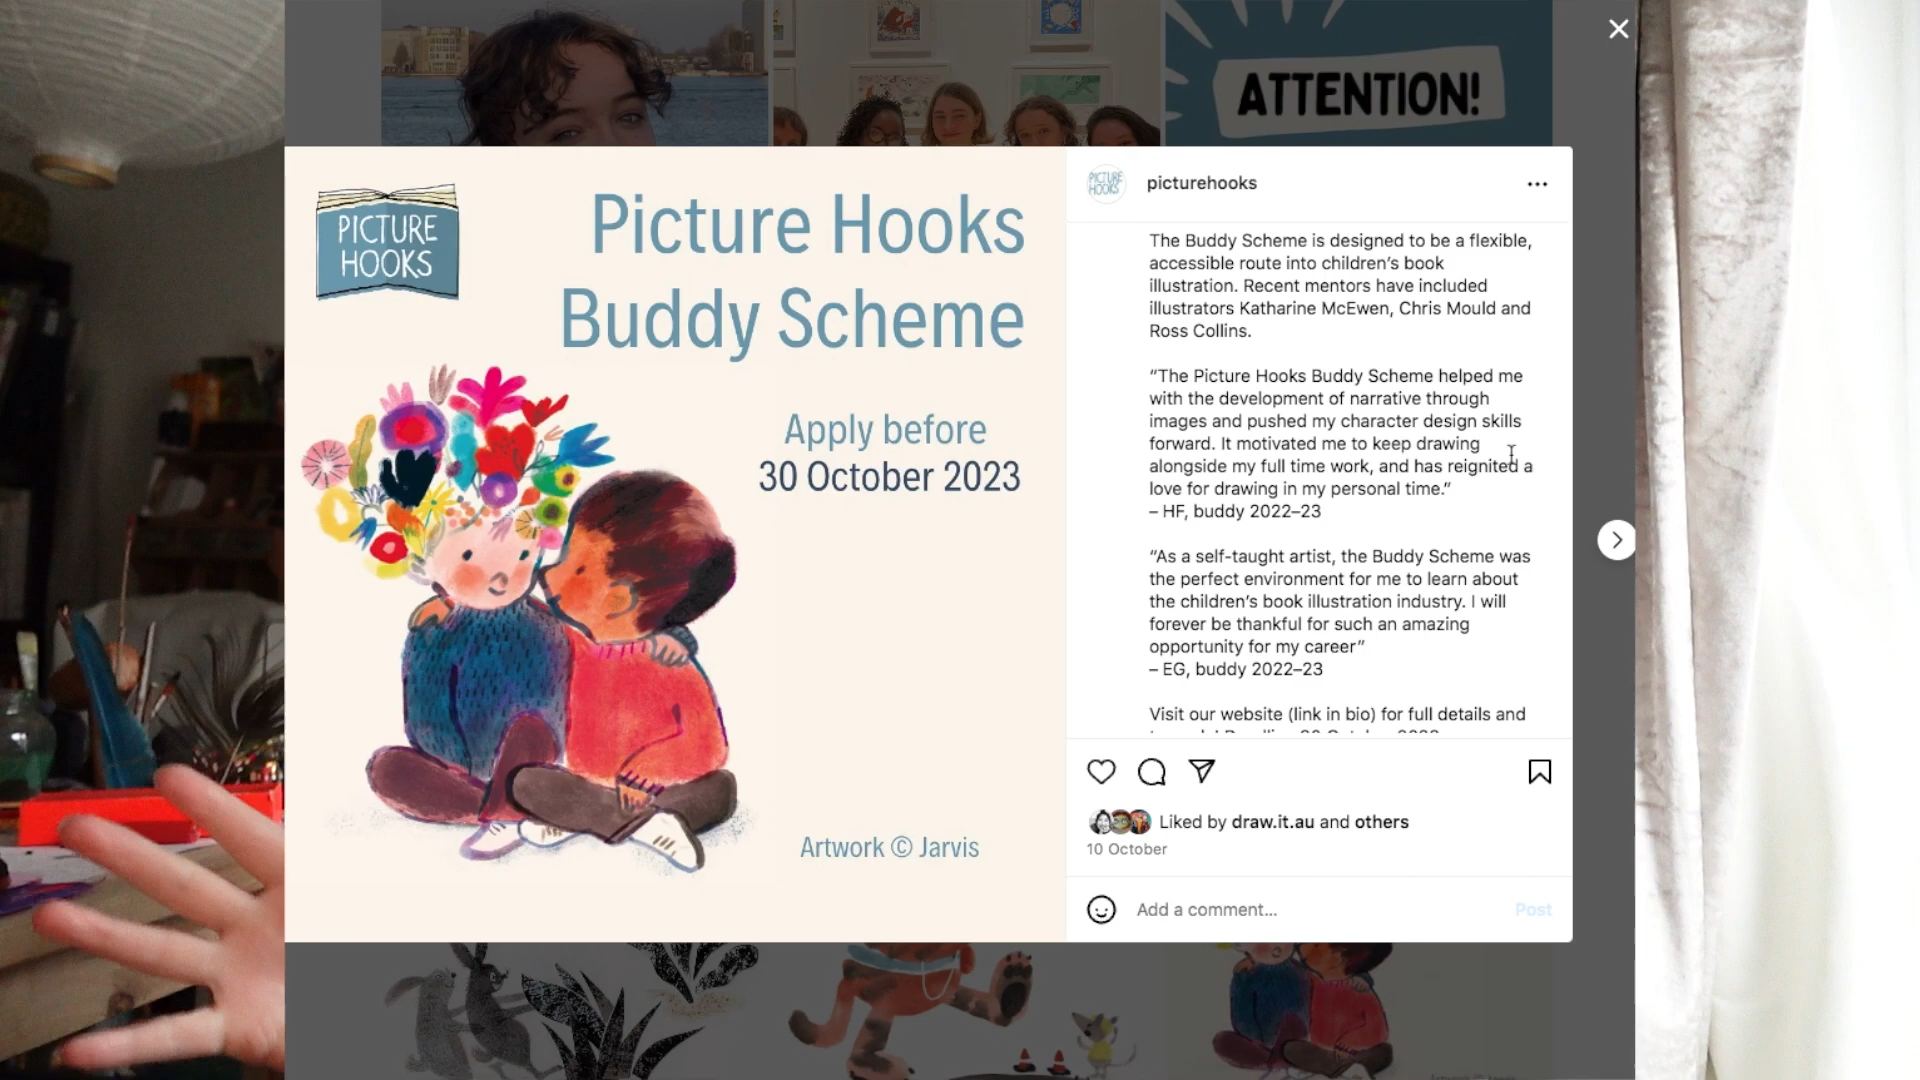 ATTENTION!
PICTURE
HOOKS
Picture Hooks
Buddy Scheme
Apply before
30 October 2023
Artwork © Jarvis
PICTURE
HOOKS
picturehooks
The Buddy Scheme is designed to be a flexible,
accessible route into children’s book
illustration. Recent mentors have included
illustrators Katharine McEwen, Chris Mould and
Ross Collins.
“The Picture Hooks Buddy Scheme helped me
with the development of narrative through
images and pushed my character design skills
forward. It motivated me to keep drawing
alongside my full time work, and has reignited a
love for drawing in my personal time.”
– HF, buddy 2022–23
“As a self-taught artist, the Buddy Scheme was
the perfect environment for me to learn about
the children’s book illustration industry. I will
forever be thankful for such an amazing
opportunity for my career”
– EG, buddy 2022–23
Visit our website (link in bio) for full details and
Liked by draw.it.au and others
10 October
Add a comment...
Post